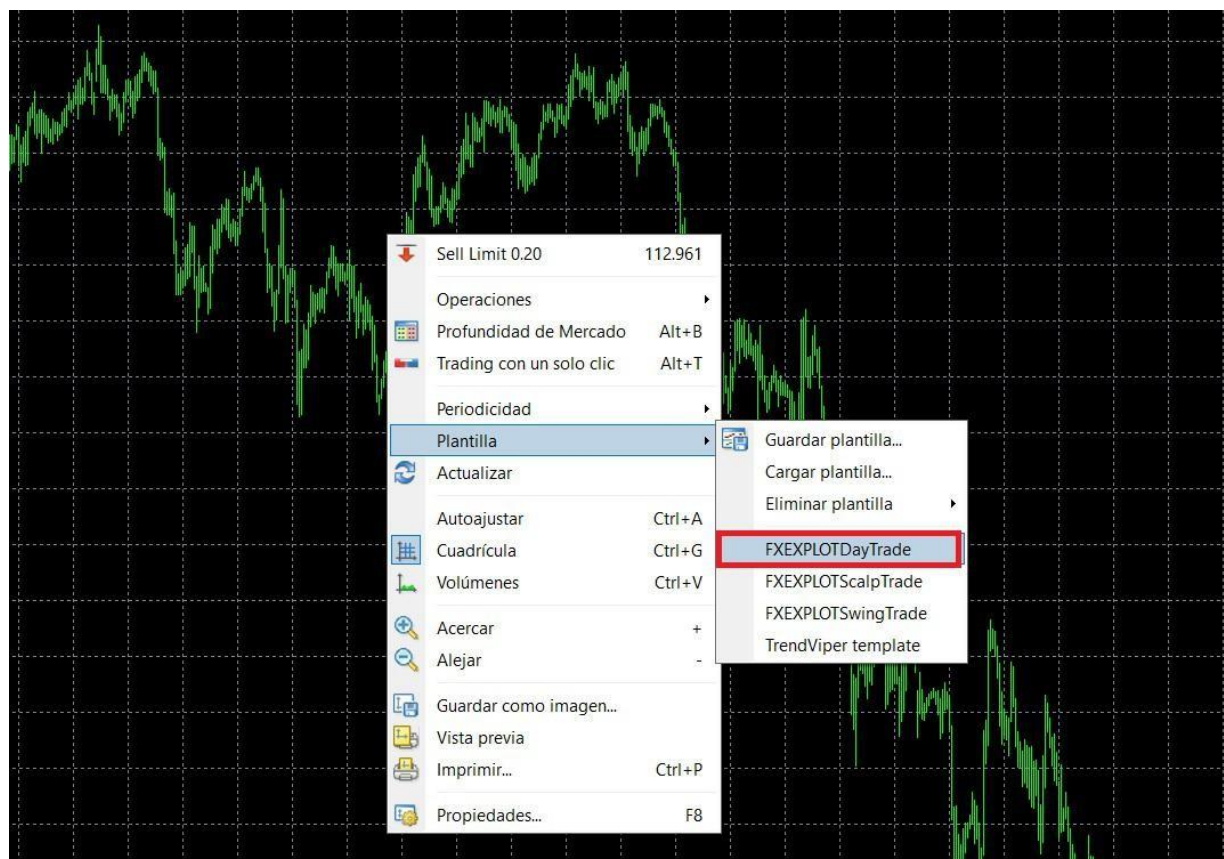 Sell Limit 0.20 112.961
Operaciones
Profundidad de Mercado Alt+B
Trading con un solo clic Alt+T
Periodicidad
Plantilla
Actualizar
Autoajustar Ctrl+A
Cuadrícula Ctrl+G
Volúmenes Ctrl+V
Acercar +
Alejar -
Guardar como imagen...
Vista previa
Imprimir... Ctrl+P
Propiedades... F8
Guardar plantilla...
Cargar plantilla...
Eliminar plantilla
FXEXPLOTDayTrade
FXEXPLOTScalpTrade
FXEXPLOTSwingTrade
TrendViper template